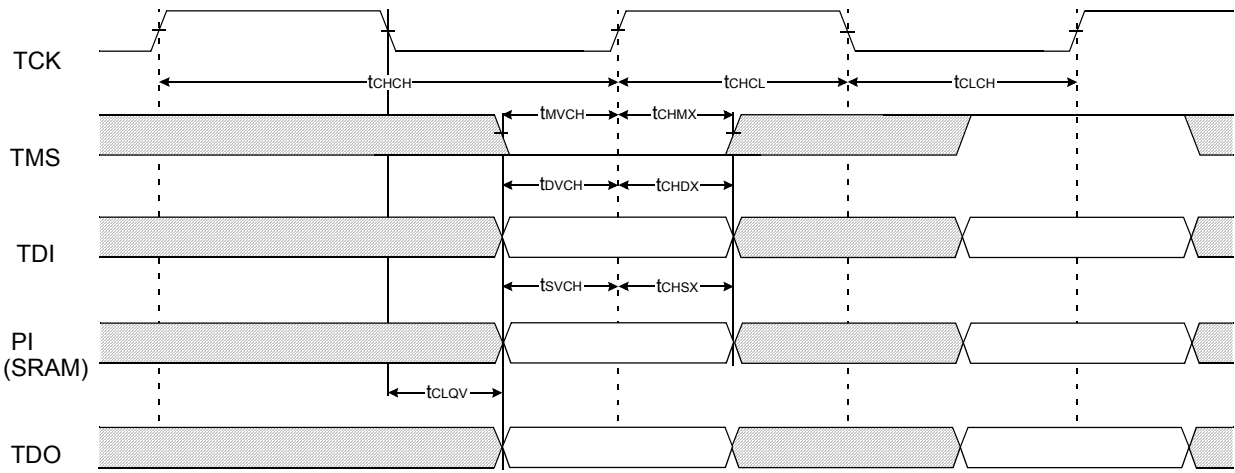 TCK
tCHCH
tCHCL
tCLCH
tMVCH
tCHMX
TMS
tDVCH
tCHDX
TDI
tSVCH
tCHSX
PI
(SRAM)
tCLQV
TDO